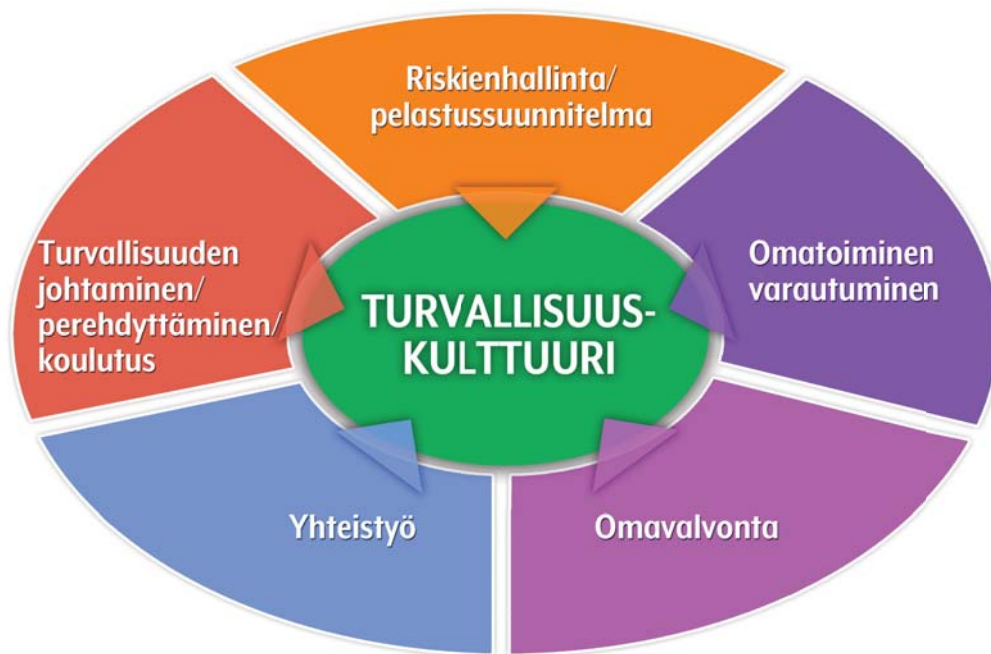 Riskienhallinta/
pelastussuunnitelma
Turvallisuuden
johtaminen/
perehdyttäminen/
koulutus
Omatoiminen
varautuminen
TURVALLISUUS-
KULTTUURI
Yhteistyö
Omavalvonta